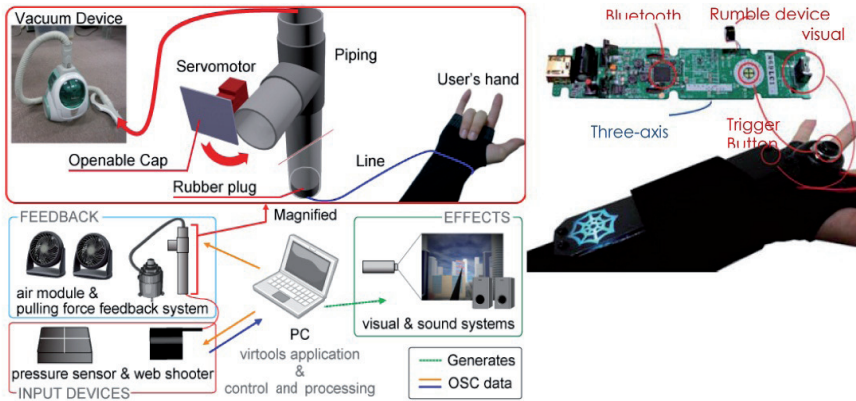 Vacuum Device
Servomotor
Piping
User's hand
Openable Cap
Line
Rubber plug
Magnified
FEEDBACK
air module &
pulling force feedback system
EFFECTS
visual & sound systems
PC
virtools application
&
control and processing
pressure sensor & web shooter
INPUT DEVICES
Generates
OSC data
Bluetooth
Rumble device
visual
Three-axis
Trigger
Button